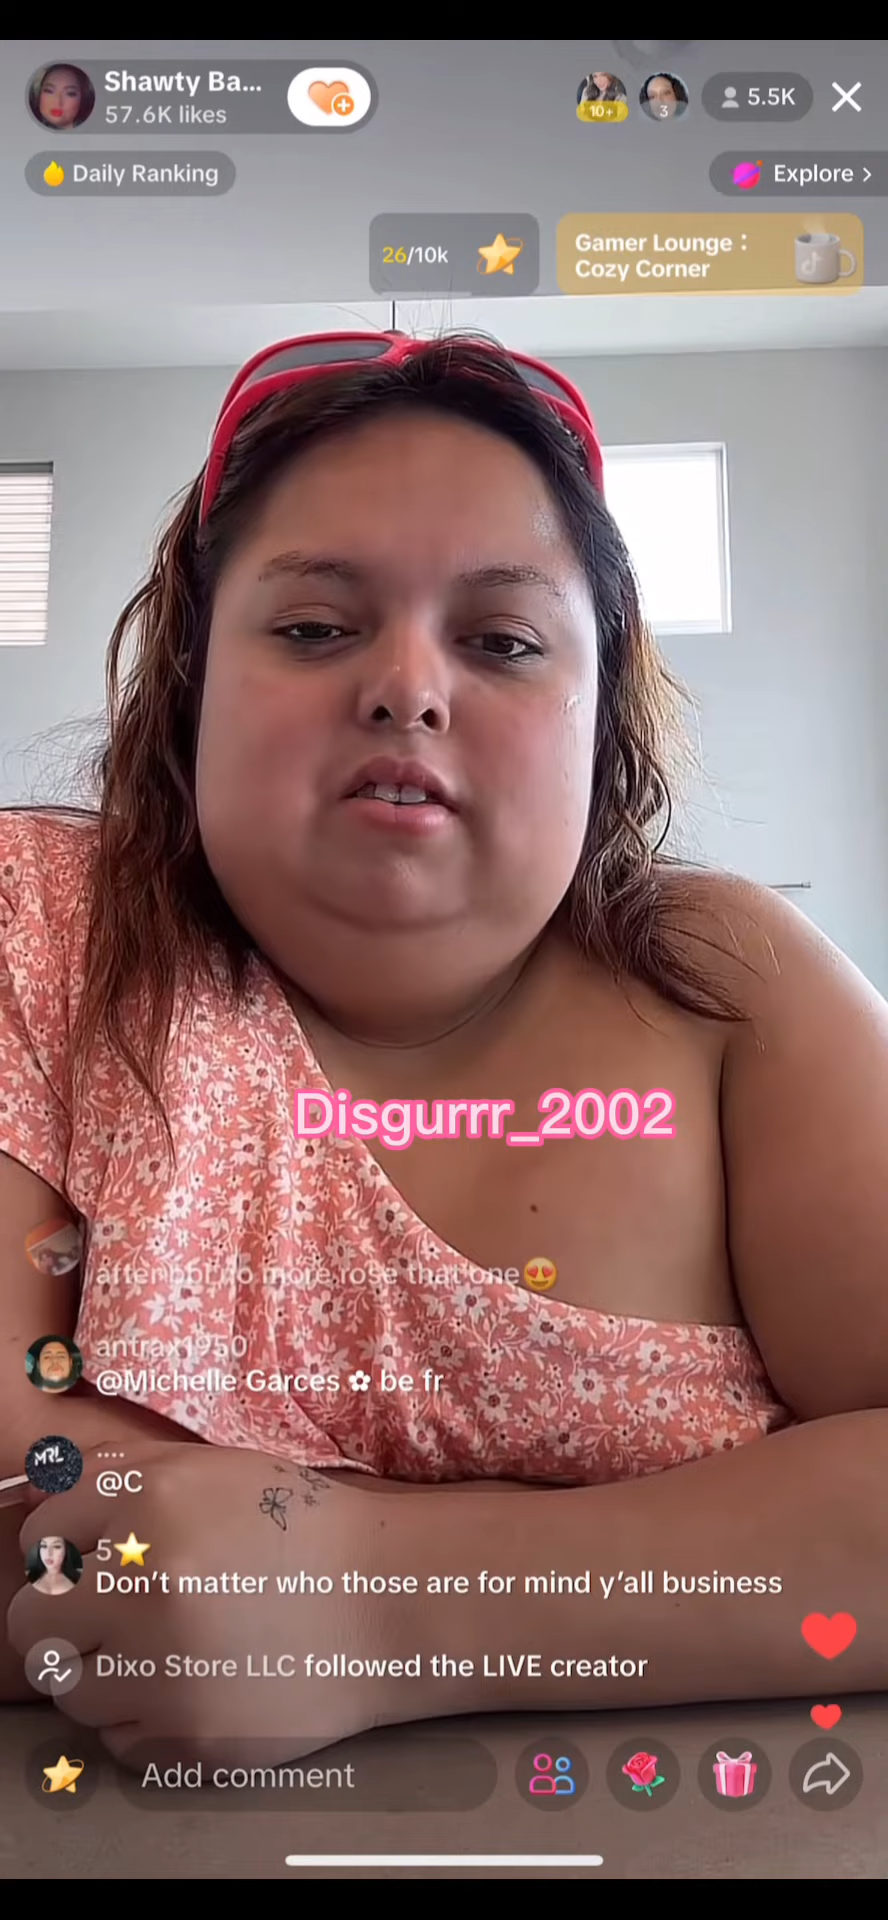 Shawty Ba...
57.6K likes
10+
3
5.5K
Daily Ranking
Explore >
26/10k
Gamer Lounge :
Cozy Corner
Disgurrr_2002
no more rose that one😍
antrax1950
@Michelle Garces ✿ be fr
MRL
....
@C
5⭐
Don't matter who those are for mind y'all business
Dixo Store LLC followed the LIVE creator
Add comment